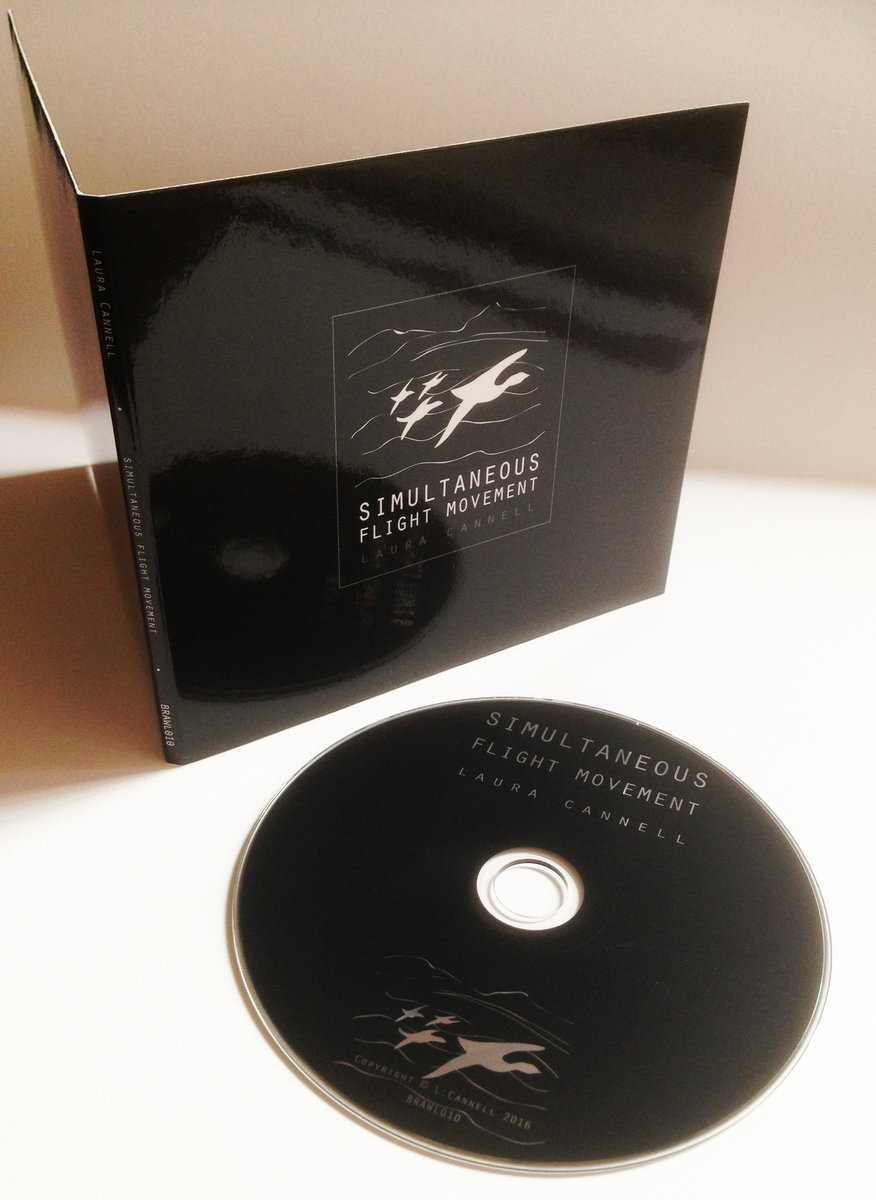 LAURA CANNELL · SIMULTANEOUS FLIGHT MOVEMENT · BRAWL010
SIMULTANEOUS
FLIGHT MOVEMENT
LAURA CANNELL
SIMULTANEOUS
FLIGHT MOVEMENT
LAURA CANNELL
COPYRIGHT © L.CANNELL 2016
BRAWL010